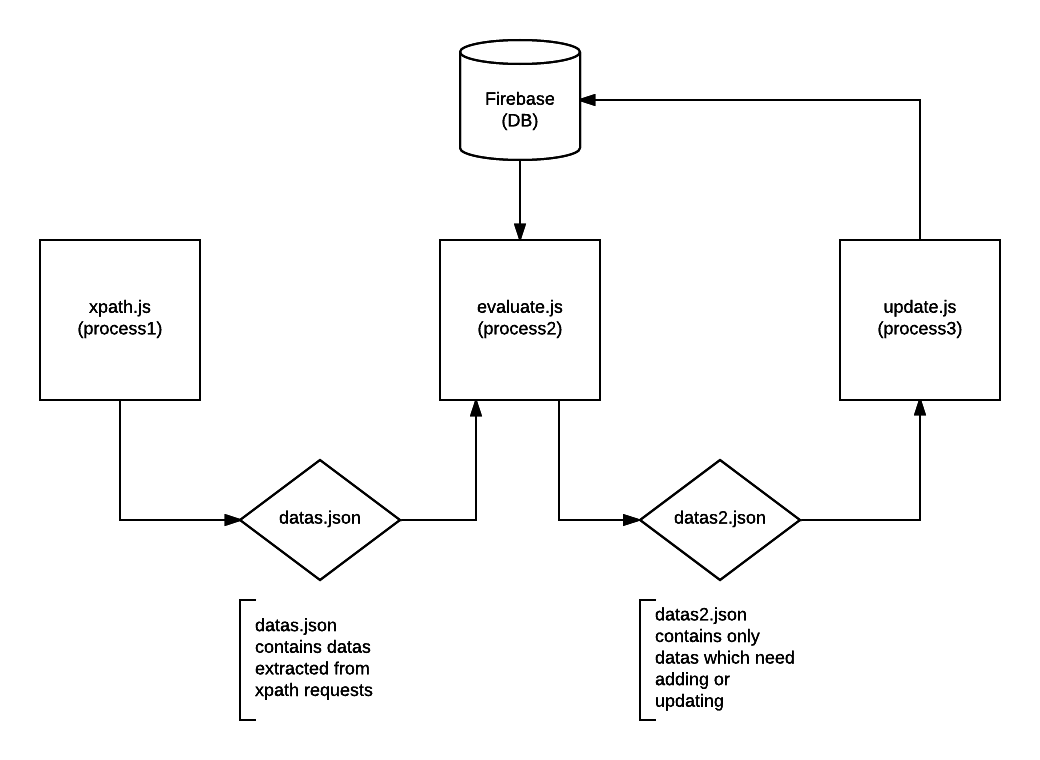 Firebase
(DB)
xpath.js
(process1)
evaluate.js
(process2)
update.js
(process3)
datas.json
datas2.json
datas.json
contains datas
extracted from
xpath requests
datas2.json
contains only
datas which need
adding or
updating